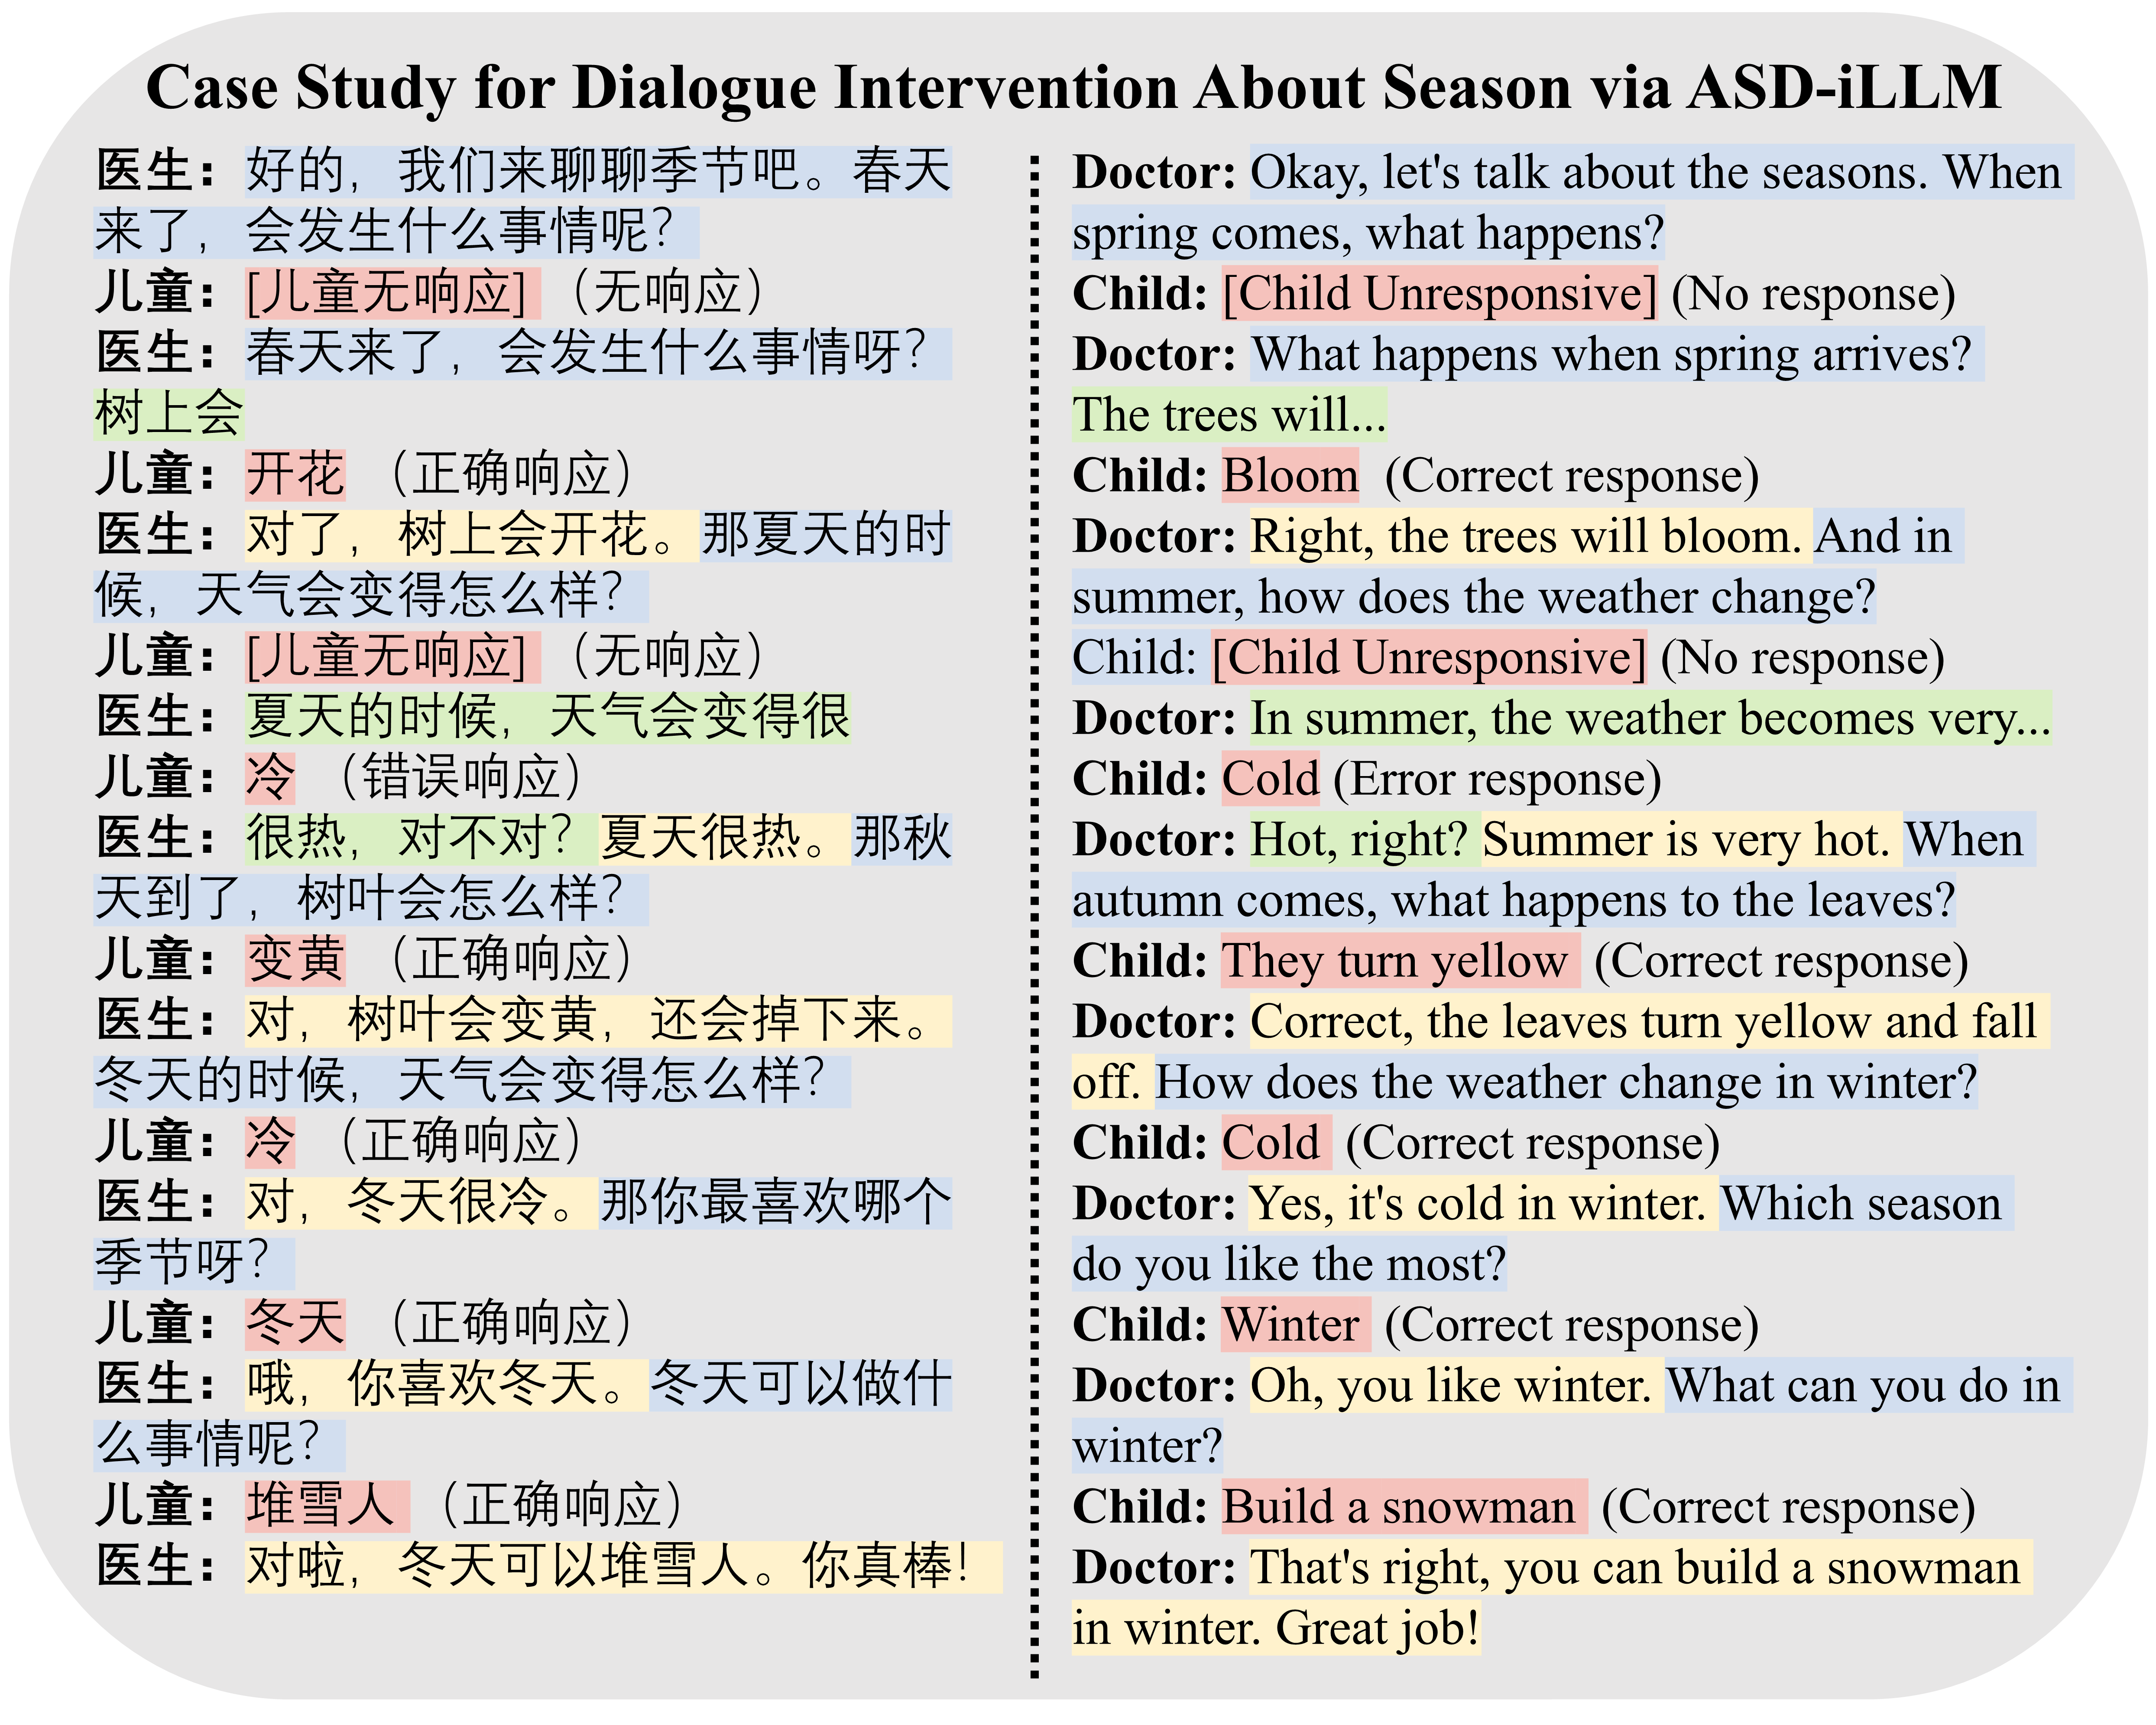 Case Study for Dialogue Intervention About Season via ASD-iLLM
医生：好的，我们来聊聊季节吧。春天
来了，会发生什么事情呢？
儿童：[儿童无响应]（无响应）
医生：春天来了，会发生什么事情呀？
树上会
儿童：开花 （正确响应）
医生：对了，树上会开花。那夏天的时
候，天气会变得怎么样？
儿童：[儿童无响应]（无响应）
医生：夏天的时候，天气会变得很
儿童：冷 （错误响应）
医生：很热，对不对？夏天很热。那秋
天到了，树叶会怎么样？
儿童：变黄 （正确响应）
医生：对，树叶会变黄，还会掉下来。
冬天的时候，天气会变得怎么样？
儿童：冷 （正确响应）
医生：对，冬天很冷。那你最喜欢哪个
季节呀？
儿童：冬天 （正确响应）
医生：哦，你喜欢冬天。冬天可以做什
么事情呢？
儿童：堆雪人 （正确响应）
医生：对啦，冬天可以堆雪人。你真棒！
Doctor: Okay, let's talk about the seasons. When
spring comes, what happens?
Child: [Child Unresponsive] (No response)
Doctor: What happens when spring arrives?
The trees will...
Child: Bloom (Correct response)
Doctor: Right, the trees will bloom. And in
summer, how does the weather change?
Child: [Child Unresponsive] (No response)
Doctor: In summer, the weather becomes very...
Child: Cold (Error response)
Doctor: Hot, right? Summer is very hot. When
autumn comes, what happens to the leaves?
Child: They turn yellow (Correct response)
Doctor: Correct, the leaves turn yellow and fall
off. How does the weather change in winter?
Child: Cold (Correct response)
Doctor: Yes, it's cold in winter. Which season
do you like the most?
Child: Winter (Correct response)
Doctor: Oh, you like winter. What can you do in
winter?
Child: Build a snowman (Correct response)
Doctor: That's right, you can build a snowman
in winter. Great job!